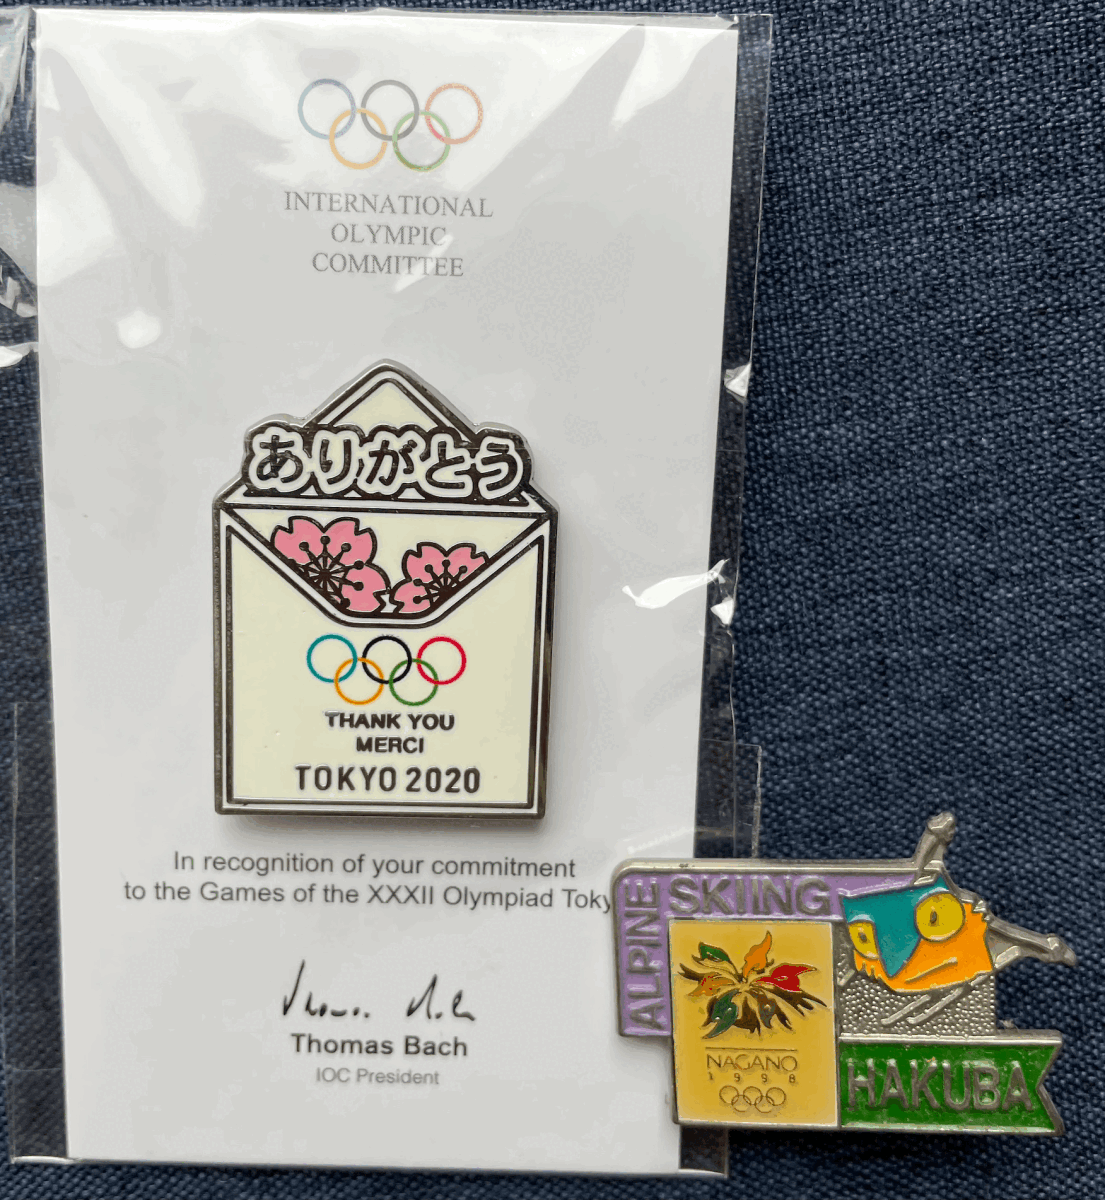 INTERNATIONAL
OLYMPIC
COMMITTEE
ありがとう
THANK YOU
MERCI
TOKYO 2020
In recognition of your commitment
to the Games of the XXXII Olympiad Toky
Thomas Bach
IOC President
ALPINE SKIING
NAGANO
1998
HAKUBA